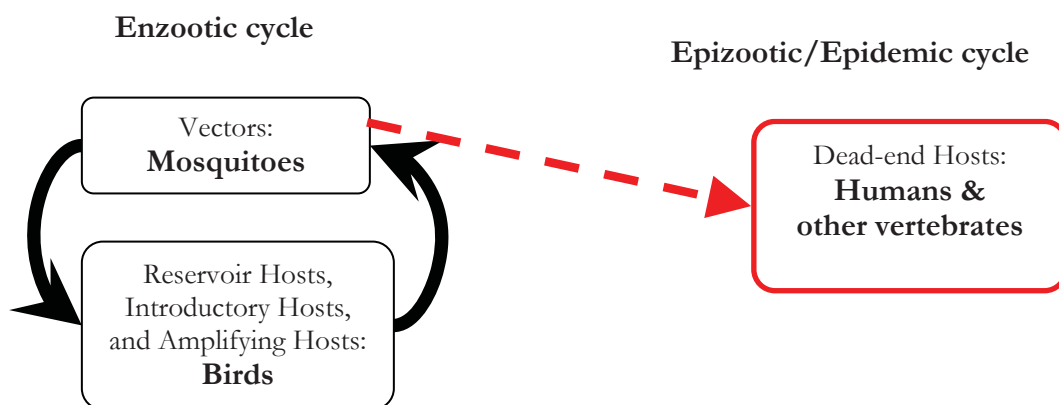 Enzootic cycle
Epizootic/Epidemic cycle
Vectors:
Mosquitoes
Dead-end Hosts:
Humans &
other vertebrates
Reservoir Hosts,
Introductory Hosts,
and Amplifying Hosts:
Birds